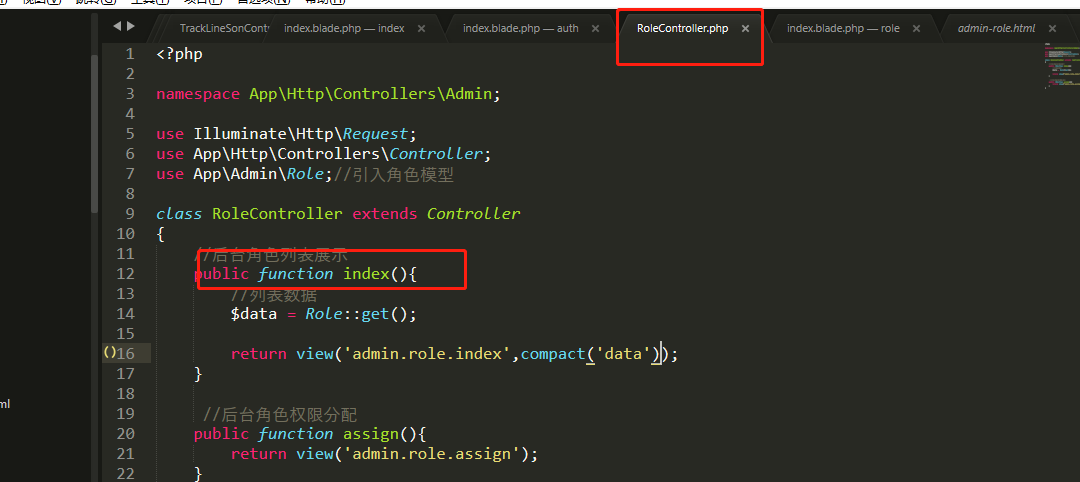 TrackLineSonCont
index.blade.php — index ×
index.blade.php — auth ×
RoleController.php ×
index.blade.php — role ×
admin-role.html ×
1 <?php
2
3 namespace App\Http\Controllers\Admin;
4
5 use Illuminate\Http\Request;
6 use App\Http\Controllers\Controller;
7 use App\Admin\Role;//引入角色模型
8
9 class RoleController extends Controller
10 {
11 //后台角色列表展示
12 public function index(){
13 //列表数据
14 $data = Role::get();
15
16 return view('admin.role.index',compact('data'));
17 }
18
19 //后台角色权限分配
20 public function assign(){
21 return view('admin.role.assign');
22 }
ml